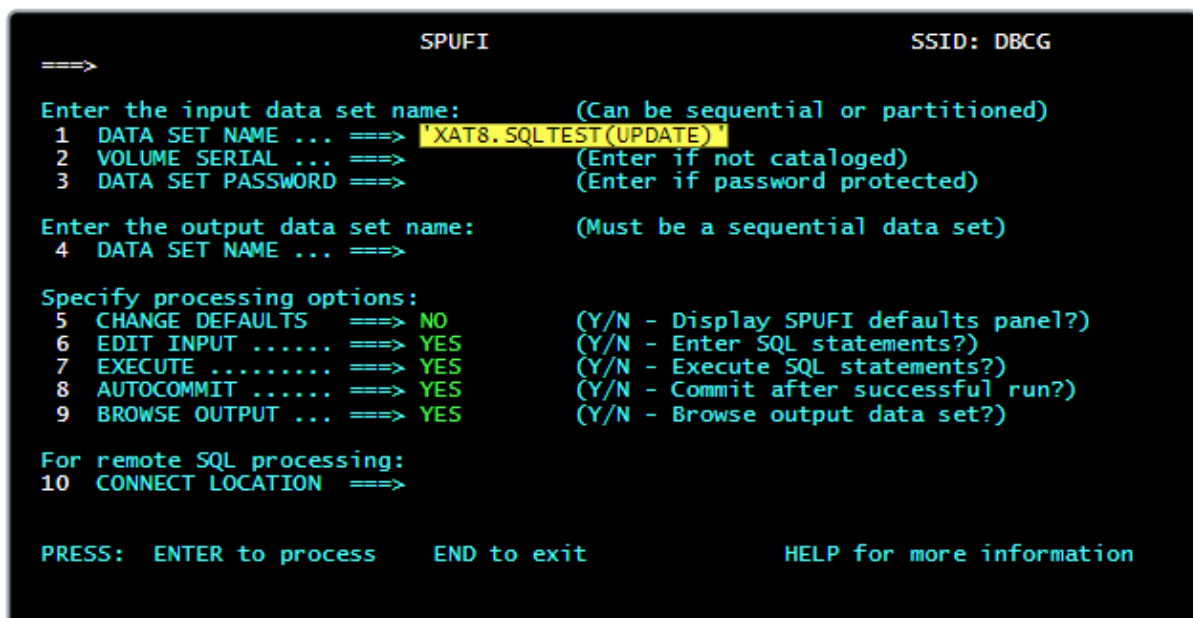 SPUFI SSID: DBCG
===>
Enter the input data set name: (Can be sequential or partitioned)
1 DATA SET NAME ... ===> 'XAT8.SQLTEST(UPDATE)'
2 VOLUME SERIAL ... ===> (Enter if not cataloged)
3 DATA SET PASSWORD ===> (Enter if password protected)
Enter the output data set name: (Must be a sequential data set)
4 DATA SET NAME ... ===>
Specify processing options:
5 CHANGE DEFAULTS ===> NO (Y/N - Display SPUFI defaults panel?)
6 EDIT INPUT ...... ===> YES (Y/N - Enter SQL statements?)
7 EXECUTE ......... ===> YES (Y/N - Execute SQL statements?)
8 AUTOCOMMIT ...... ===> YES (Y/N - Commit after successful run?)
9 BROWSE OUTPUT ... ===> YES (Y/N - Browse output data set?)
For remote SQL processing:
10 CONNECT LOCATION ===>
PRESS: ENTER to process END to exit HELP for more information